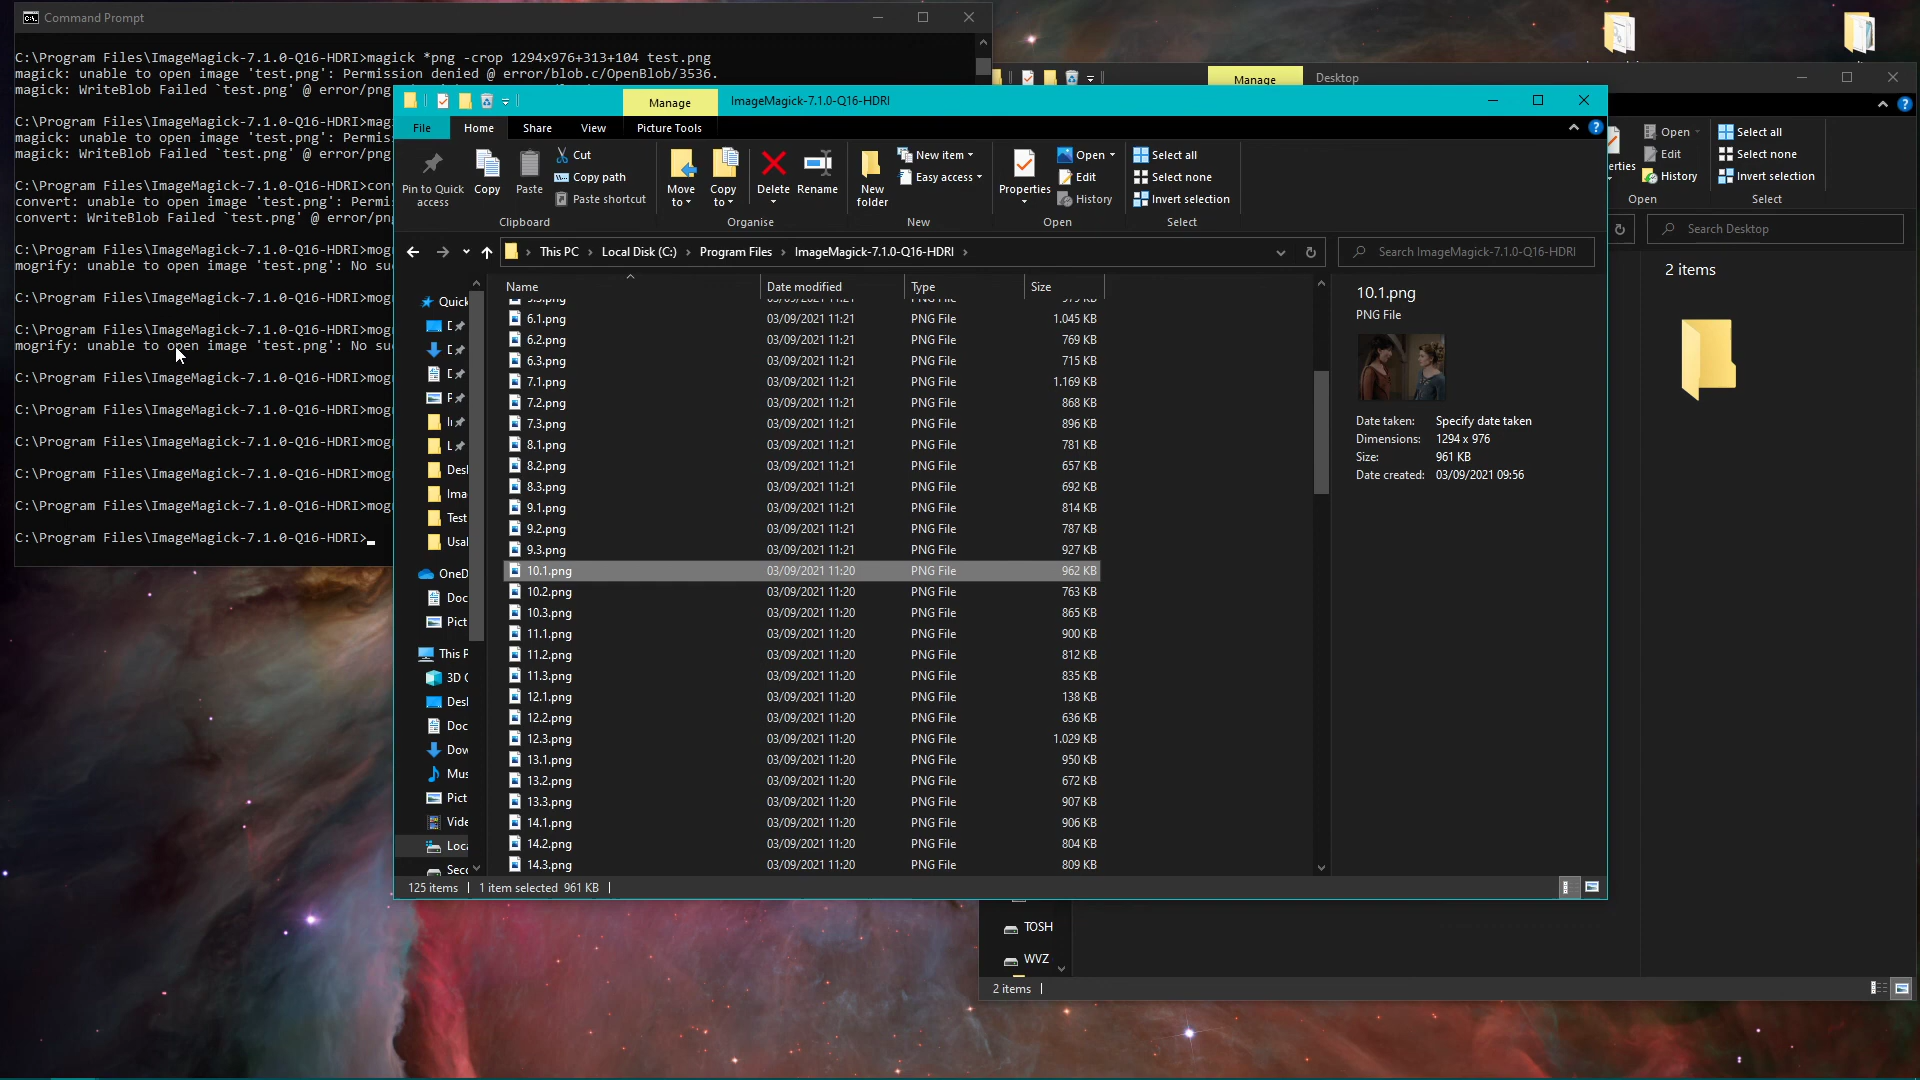 Command Prompt
C:\Program Files\ImageMagick-7.1.0-Q16-HDRI>magick *png -crop 1294x976+313+104 test.png
magick: unable to open image 'test.png': Permission denied @ error/blob.c/OpenBlob/3536.
magick: WriteBlob Failed `test.png' @ error/png
C:\Program Files\ImageMagick-7.1.0-Q16-HDRI>mag
magick: unable to open image 'test.png': Permis
magick: WriteBlob Failed `test.png' @ error/png
C:\Program Files\ImageMagick-7.1.0-Q16-HDRI>con
convert: unable to open image 'test.png': Permi
convert: WriteBlob Failed `test.png' @ error/pn
C:\Program Files\ImageMagick-7.1.0-Q16-HDRI>mog
mogrify: unable to open image 'test.png': No su
C:\Program Files\ImageMagick-7.1.0-Q16-HDRI>mog
C:\Program Files\ImageMagick-7.1.0-Q16-HDRI>mog
mogrify: unable to open image 'test.png': No su
C:\Program Files\ImageMagick-7.1.0-Q16-HDRI>mog
C:\Program Files\ImageMagick-7.1.0-Q16-HDRI>mog
C:\Program Files\ImageMagick-7.1.0-Q16-HDRI>mog
C:\Program Files\ImageMagick-7.1.0-Q16-HDRI>mog
C:\Program Files\ImageMagick-7.1.0-Q16-HDRI>mog
C:\Program Files\ImageMagick-7.1.0-Q16-HDRI>
Manage ImageMagick-7.1.0-Q16-HDRI
File Home Share View Picture Tools
Pin to Quick access
Copy
Paste
Cut
Copy path
Paste shortcut
Clipboard
Move to
Copy to
Delete
Rename
Organise
New folder
New item
Easy access
New
Properties
Open
Edit
History
Open
Select all
Select none
Invert selection
Select
This PC Local Disk (C:) Program Files ImageMagick-7.1.0-Q16-HDRI
Search ImageMagick-7.1.0-Q16-HDRI
Quick
Desl
Ima
Test
Usal
OneD
Doc
Pict
This P
3D
Desl
Doc
Dow
Mus
Pict
Vide
Loca
Sec
Name Date modified Type Size
6.1.png 03/09/2021 11:21 PNG File 1.045 KB
6.2.png 03/09/2021 11:21 PNG File 769 KB
6.3.png 03/09/2021 11:21 PNG File 715 KB
7.1.png 03/09/2021 11:21 PNG File 1.169 KB
7.2.png 03/09/2021 11:21 PNG File 868 KB
7.3.png 03/09/2021 11:21 PNG File 896 KB
8.1.png 03/09/2021 11:21 PNG File 781 KB
8.2.png 03/09/2021 11:21 PNG File 657 KB
8.3.png 03/09/2021 11:21 PNG File 692 KB
9.1.png 03/09/2021 11:21 PNG File 814 KB
9.2.png 03/09/2021 11:21 PNG File 787 KB
9.3.png 03/09/2021 11:21 PNG File 927 KB
10.1.png 03/09/2021 11:20 PNG File 962 KB
10.2.png 03/09/2021 11:20 PNG File 763 KB
10.3.png 03/09/2021 11:20 PNG File 865 KB
11.1.png 03/09/2021 11:20 PNG File 900 KB
11.2.png 03/09/2021 11:20 PNG File 812 KB
11.3.png 03/09/2021 11:20 PNG File 835 KB
12.1.png 03/09/2021 11:20 PNG File 138 KB
12.2.png 03/09/2021 11:20 PNG File 636 KB
12.3.png 03/09/2021 11:20 PNG File 1.029 KB
13.1.png 03/09/2021 11:20 PNG File 950 KB
13.2.png 03/09/2021 11:20 PNG File 672 KB
13.3.png 03/09/2021 11:20 PNG File 907 KB
14.1.png 03/09/2021 11:20 PNG File 906 KB
14.2.png 03/09/2021 11:20 PNG File 804 KB
14.3.png 03/09/2021 11:20 PNG File 809 KB
10.1.png
PNG File
Date taken: Specify date taken
Dimensions: 1294 x 976
Size: 961 KB
Date created: 03/09/2021 09:56
125 items 1 item selected 961 KB
Manage Desktop
erties
Open
Edit
History
Open
Select all
Select none
Invert selection
Select
Search Desktop
2 items
TOSH
WVZ
2 items